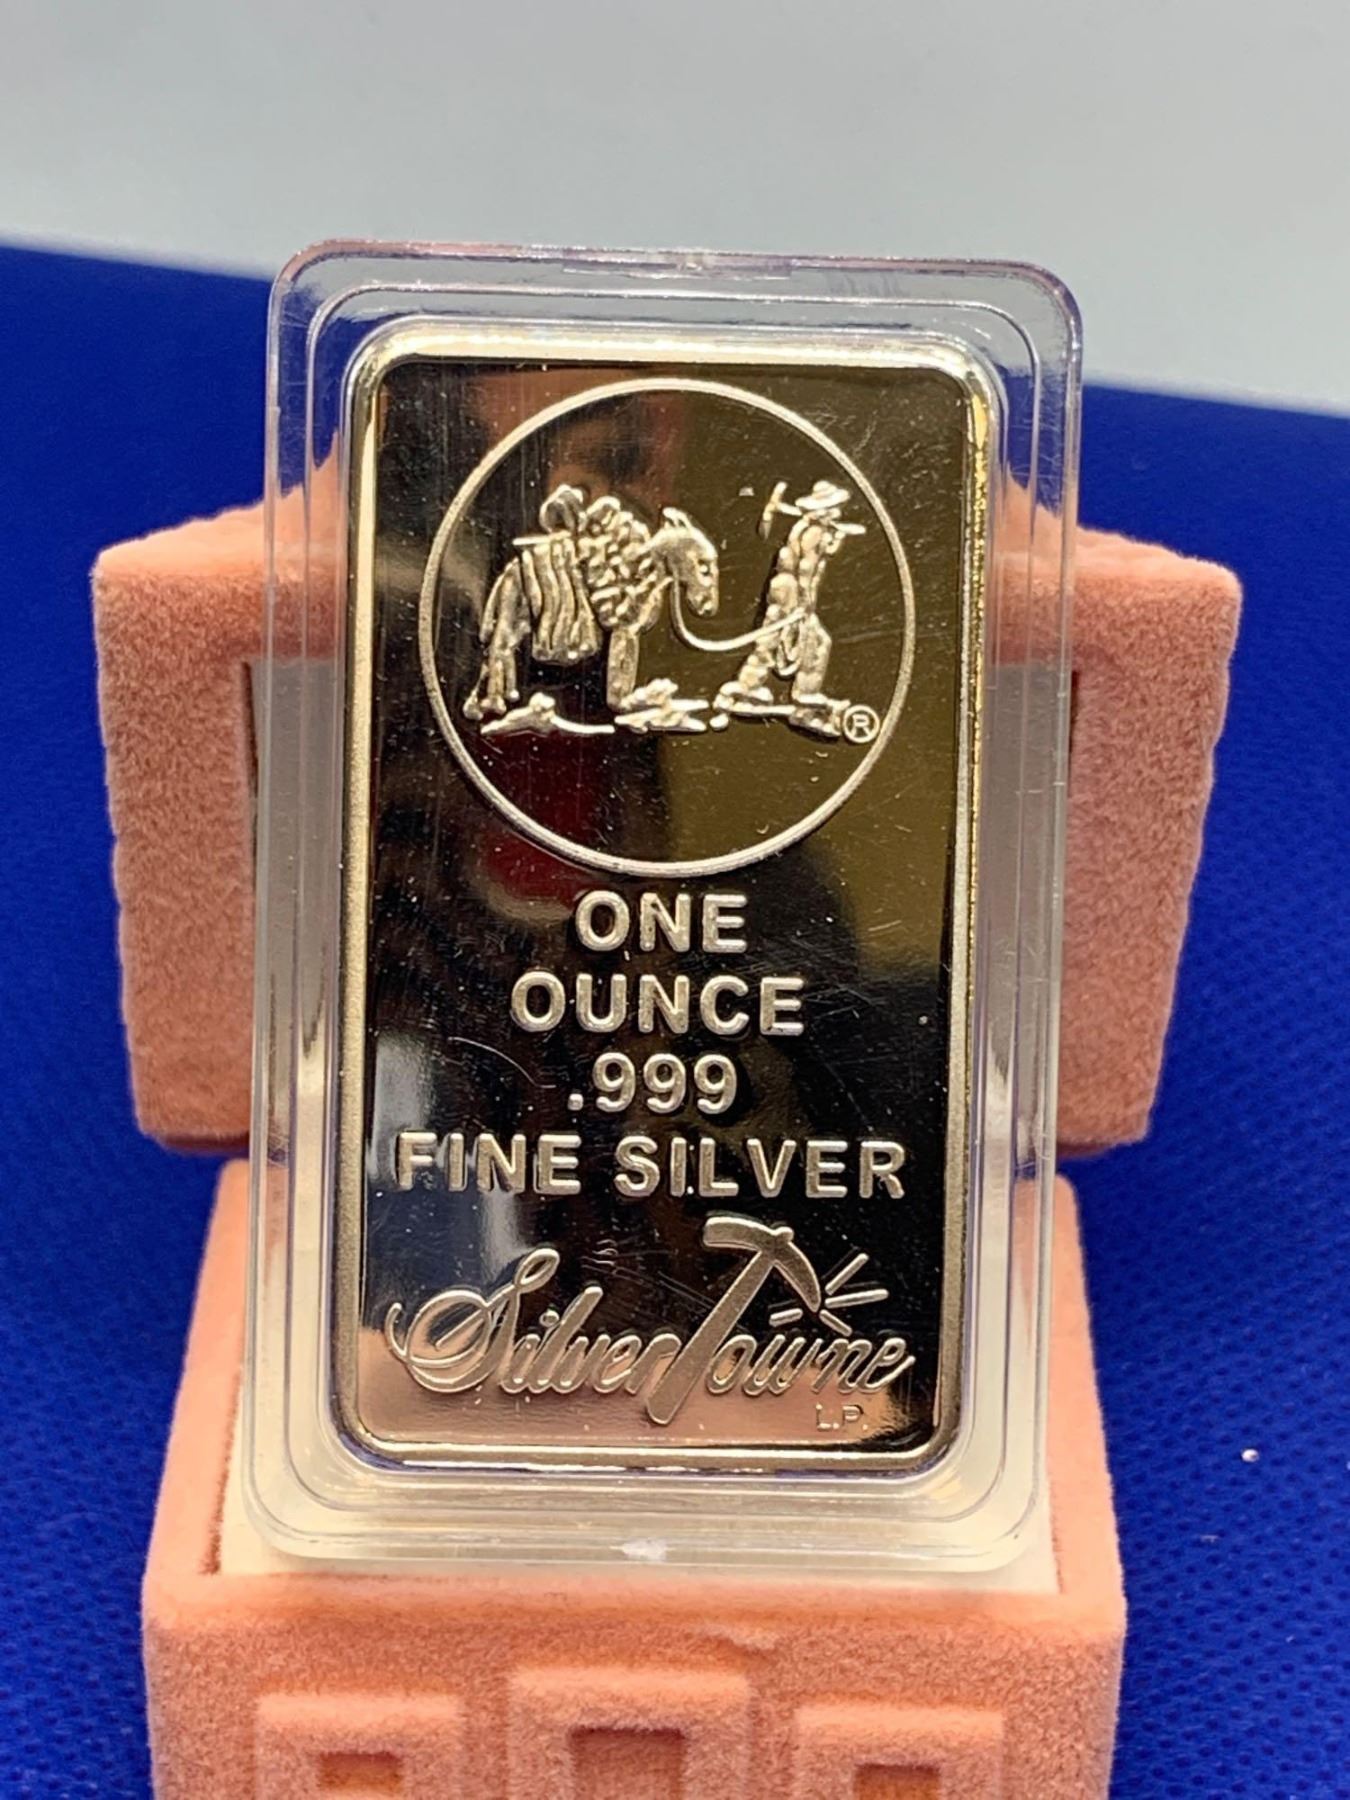 ®
ONE
OUNCE
.999
FINE SILVER
SilverTowne
L.P.